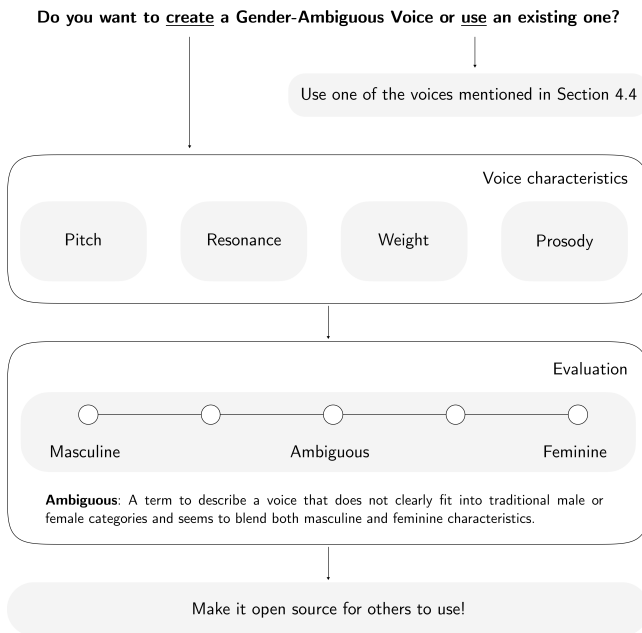 Do you want to create a Gender-Ambiguous Voice or use an existing one?
Use one of the voices mentioned in Section 4.4
Voice characteristics
Pitch
Resonance
Weight
Prosody
Evaluation
Masculine
Ambiguous
Feminine
Ambiguous: A term to describe a voice that does not clearly fit into traditional male or
female categories and seems to blend both masculine and feminine characteristics.
Make it open source for others to use!